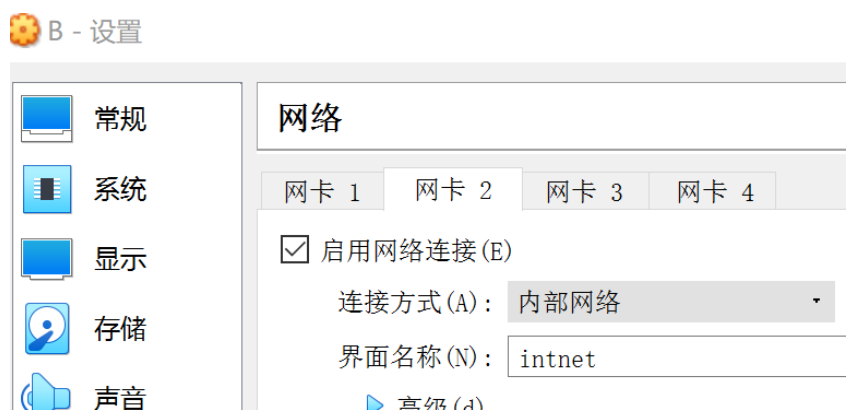 B - 设置
常规
系统
显示
存储
声音
网络
网卡 1 网卡 2 网卡 3 网卡 4
启用网络连接(E)
连接方式(A): 内部网络
界面名称(N): intnet
高级(d)